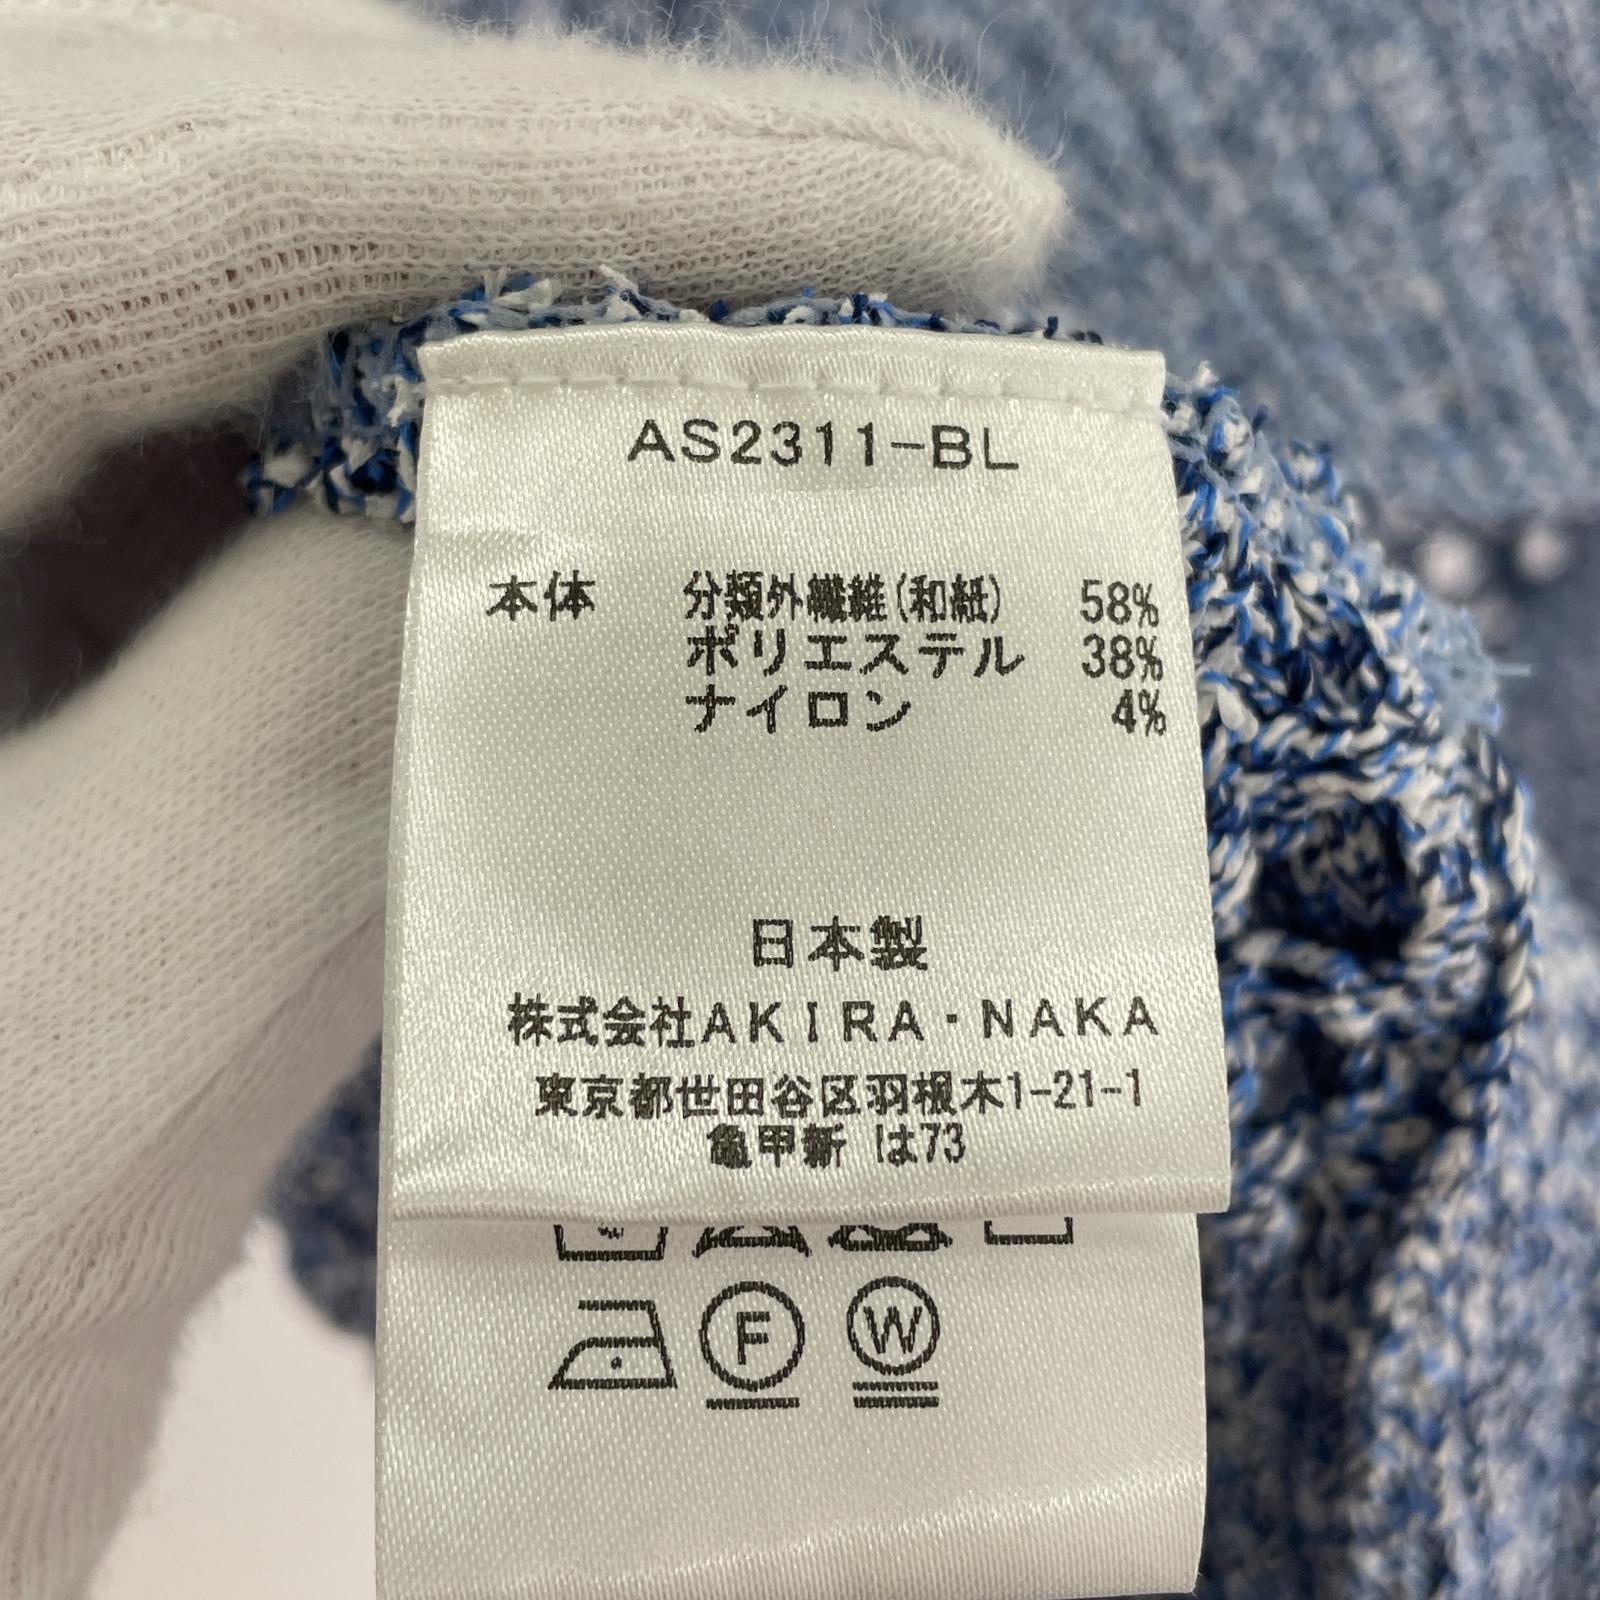 AS2311-BL
本体 分類外繊維(和紙) 58%
ポリエステル 38%
ナイロン 4%
日本製
株式会社AKIRA・NAKA
東京都世田谷区羽根木1-21-1
亀甲新 は73
F W